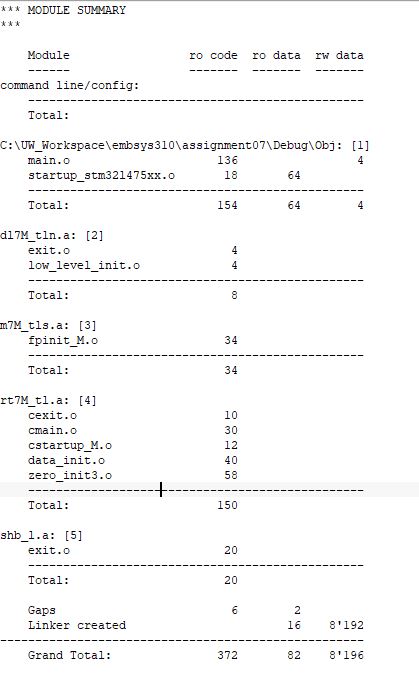 *** MODULE SUMMARY
***
Module ro code ro data rw data
------ ------- ------- -------
command line/config:
------------------------------------------------
Total:
C:\UW_Workspace\embsys310\assignment07\Debug\Obj: [1]
main.o 136 4
startup_stm32l475xx.o 18 64
------------------------------------------------
Total: 154 64 4
dl7M_tln.a: [2]
exit.o 4
low_level_init.o 4
------------------------------------------------
Total: 8
m7M_tls.a: [3]
fpinit_M.o 34
------------------------------------------------
Total: 34
rt7M_tl.a: [4]
cexit.o 10
cmain.o 30
cstartup_M.o 12
data_init.o 40
zero_init3.o 58
------------------------------------------------
Total: 150
shb_l.a: [5]
exit.o 20
------------------------------------------------
Total: 20
Gaps 6 2
Linker created 16 8'192
----------------------------------------------------
Grand Total: 372 82 8'196